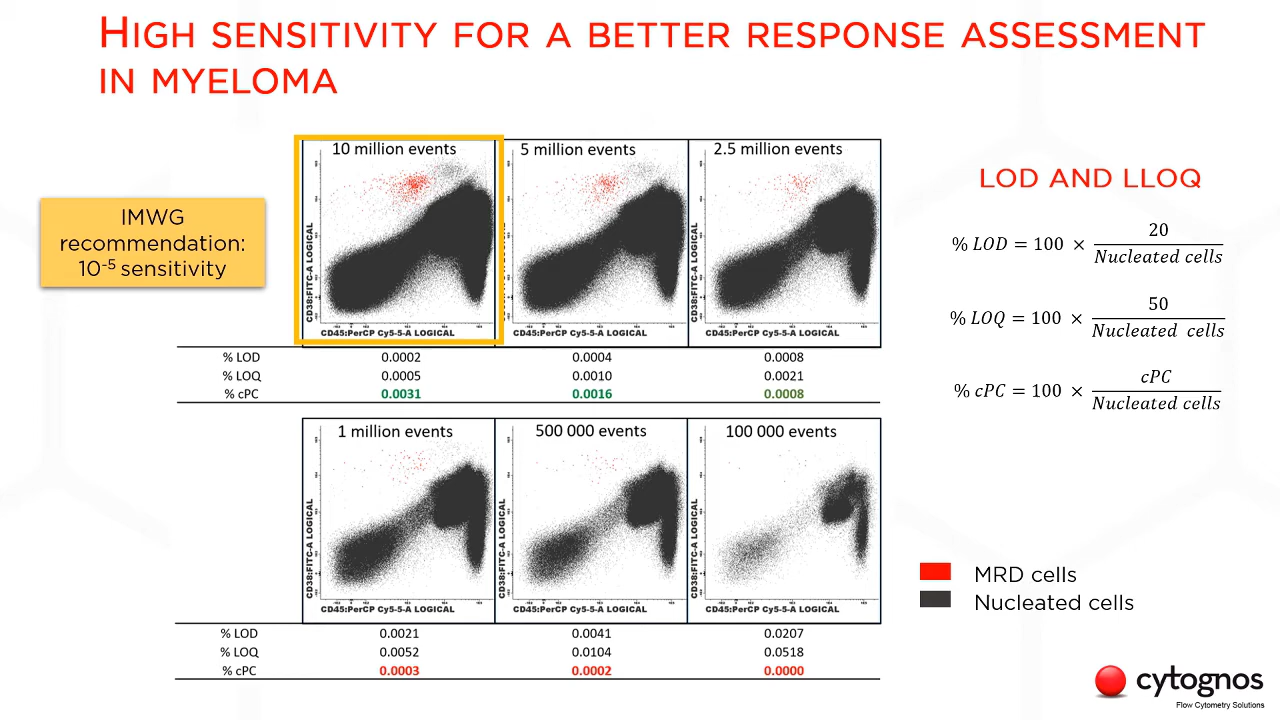 HIGH SENSITIVITY FOR A BETTER RESPONSE ASSESSMENT
IN MYELOMA
IMWG
recommendation:
10-5 sensitivity
10 million events
5 million events
2.5 million events
CD38:FITC-A LOGICAL
CD38:FITC-A LOGICAL
CD38:FITC-A LOGICAL
CD45:PerCP Cy5-5-A LOGICAL
CD45:PerCP Cy5-5-A LOGICAL
CD45:PerCP Cy5-5-A LOGICAL
% LOD 0.0002 0.0004 0.0008
% LOQ 0.0005 0.0010 0.0021
% cPC 0.0031 0.0016 0.0008
1 million events
500 000 events
100 000 events
CD38:FITC-A LOGICAL
CD38:FITC-A LOGICAL
CD38:FITC-A LOGICAL
CD45:PerCP Cy5-5-A LOGICAL
CD45:PerCP Cy5-5-A LOGICAL
CD45:PerCP Cy5-5-A LOGICAL
% LOD 0.0021 0.0041 0.0207
% LOQ 0.0052 0.0104 0.0518
% cPC 0.0003 0.0002 0.0000
LOD AND LLOQ
% LOD = 100 × 20
Nucleated cells
% LOQ = 100 × 50
Nucleated cells
% cPC = 100 × cPC
Nucleated cells
MRD cells
Nucleated cells
cytognos
Flow Cytometry Solutions